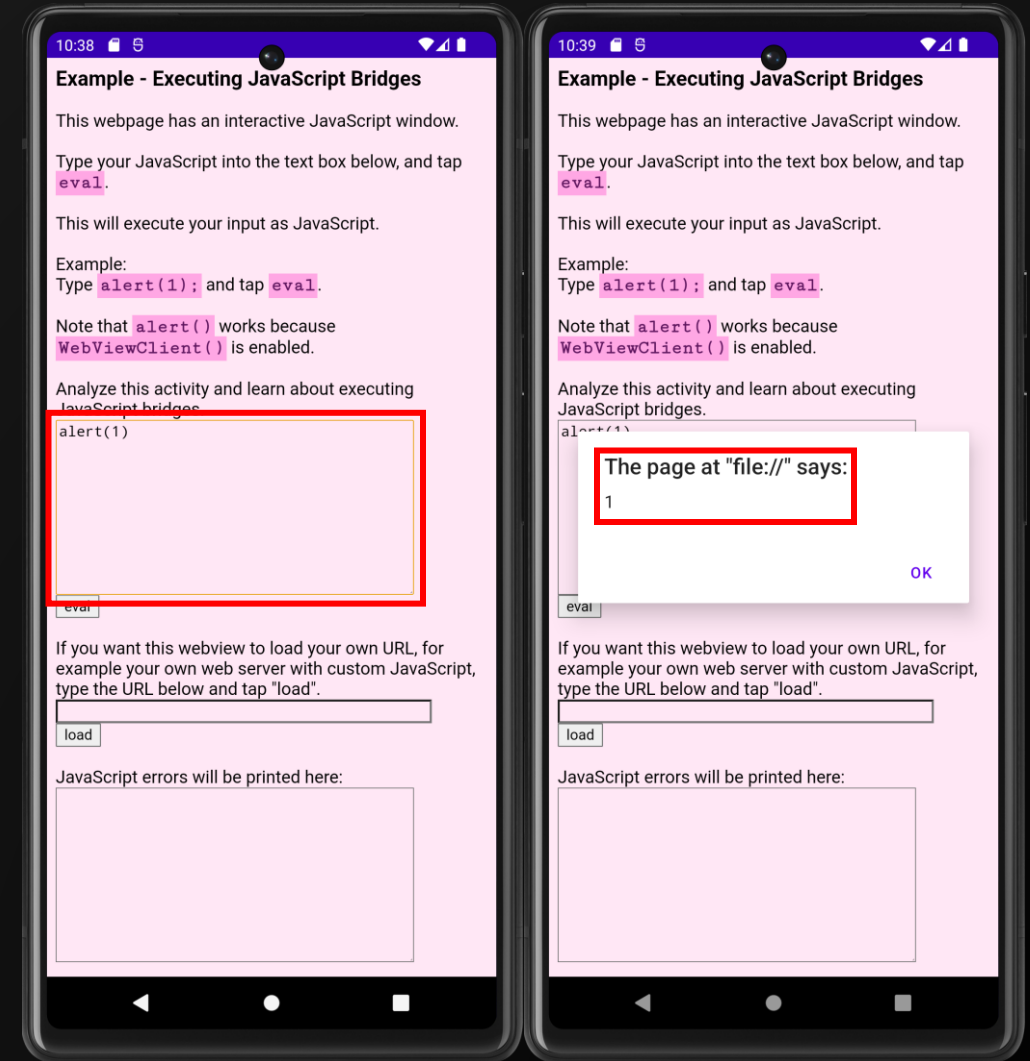 10:38
Example - Executing JavaScript Bridges
This webpage has an interactive JavaScript window.
Type your JavaScript into the text box below, and tap
eval.
This will execute your input as JavaScript.
Example:
Type alert(1); and tap eval.
Note that alert() works because
WebViewClient() is enabled.
Analyze this activity and learn about executing
JavaScript bridges.
alert(1)
eval
If you want this webview to load your own URL, for
example your own web server with custom JavaScript,
type the URL below and tap "load".
load
JavaScript errors will be printed here:
10:39
Example - Executing JavaScript Bridges
This webpage has an interactive JavaScript window.
Type your JavaScript into the text box below, and tap
eval.
This will execute your input as JavaScript.
Example:
Type alert(1); and tap eval.
Note that alert() works because
WebViewClient() is enabled.
Analyze this activity and learn about executing
JavaScript bridges.
alert(1)
The page at "file://" says:
1
OK
eval
If you want this webview to load your own URL, for
example your own web server with custom JavaScript,
type the URL below and tap "load".
load
JavaScript errors will be printed here: